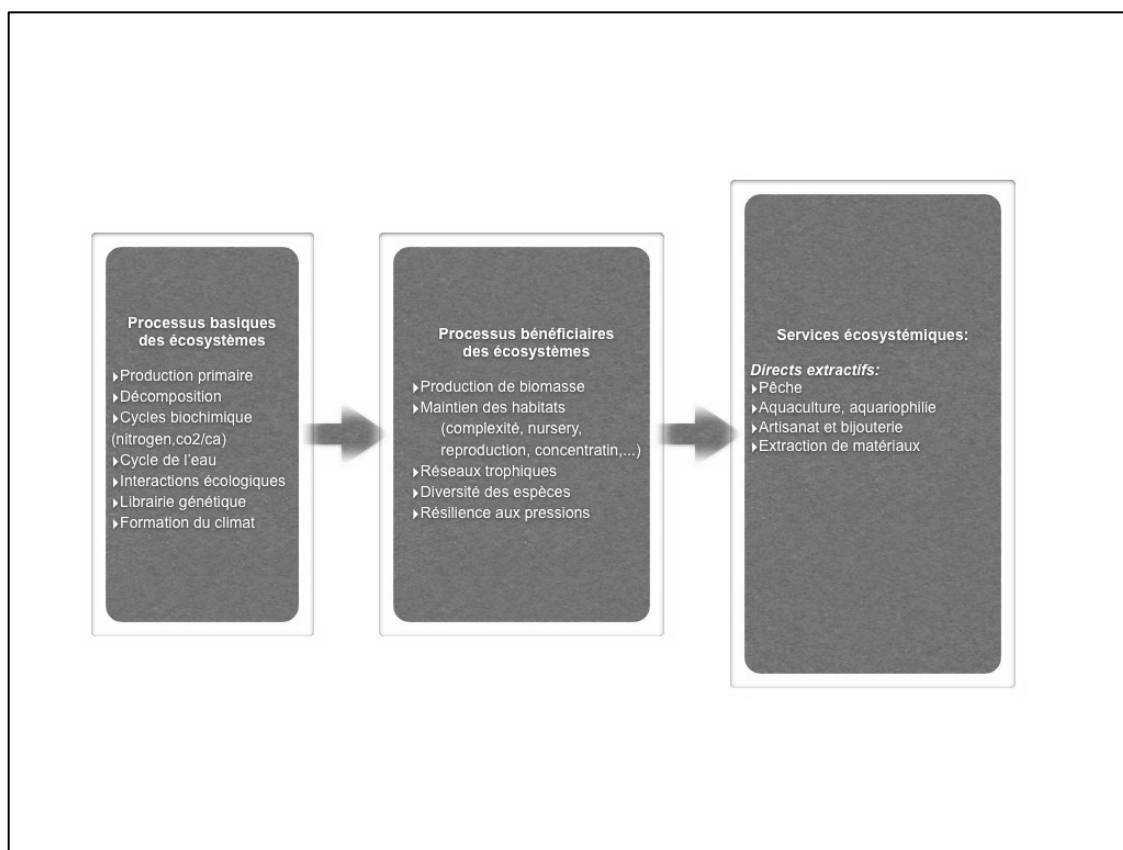 Processus basiques
des écosystèmes
▸Production primaire
▸Décomposition
▸Cycles biochimique
(nitrogen,co2/ca)
▸Cycle de l'eau
▸Interactions écologiques
▸Librairie génétique
▸Formation du climat
Processus bénéficiaires
des écosystèmes
▸Production de biomasse
▸Maintien des habitats
(complexité, nursery,
reproduction, concentratin,...)
▸Réseaux trophiques
▸Diversité des espèces
▸Résilience aux pressions
Services écosystémiques:
Directs extractifs:
▸Pêche
▸Aquaculture, aquariophilie
▸Artisanat et bijouterie
▸Extraction de matériaux